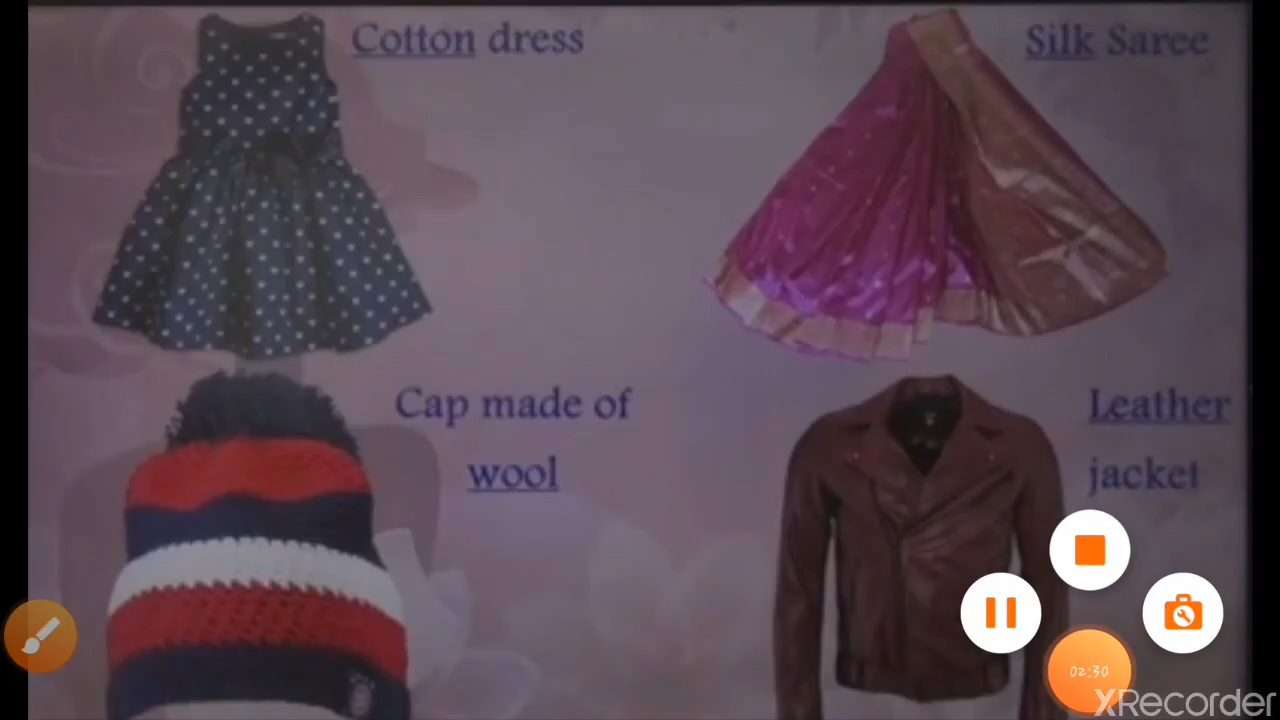 Cotton dress
Silk Saree
Cap made of
wool
Leather
jacket
02:30
XRecorder